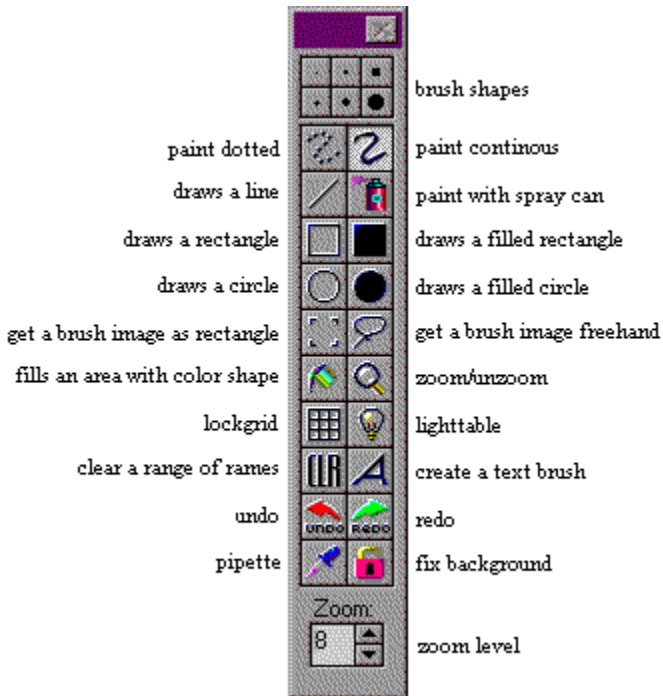 brush shapes
paint dotted
paint continous
draws a line
paint with spray can
draws a rectangle
draws a filled rectangle
draws a circle
draws a filled circle
get a brush image as rectangle
get a brush image freehand
fills an area with color shape
zoom/unzoom
lockgrid
lighttable
clear a range of rames
CLR
create a text brush
undo
UNDO
REDO
redo
pipette
fix background
Zoom:
8
zoom level